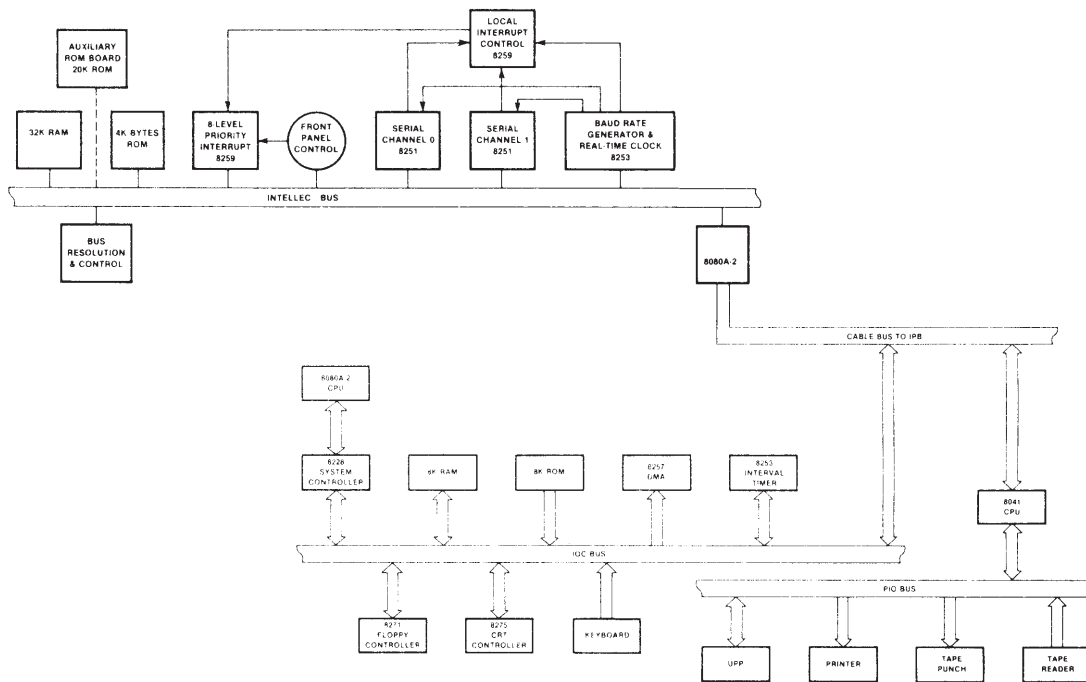 LOCAL
INTERRUPT
CONTROL
8259
AUXILIARY
ROM BOARD
20K ROM
32K RAM
4K BYTES
ROM
8-LEVEL
PRIORITY
INTERRUPT
8259
FRONT
PANEL
CONTROL
SERIAL
CHANNEL 0
8251
SERIAL
CHANNEL 1
8251
BAUD RATE
GENERATOR &
REAL-TIME CLOCK
8253
INTELLEC BUS
BUS
RESOLUTION
& CONTROL
8080A-2
CABLE BUS TO IPB
8080A-2
CPU
8228
SYSTEM
CONTROLLER
8K RAM
8K ROM
8257
DMA
8253
INTERVAL
TIMER
8041
CPU
IOC BUS
PIO BUS
8271
FLOPPY
CONTROLLER
8275
CRT
CONTROLLER
KEYBOARD
UPP
PRINTER
TAPE
PUNCH
TAPE
READER